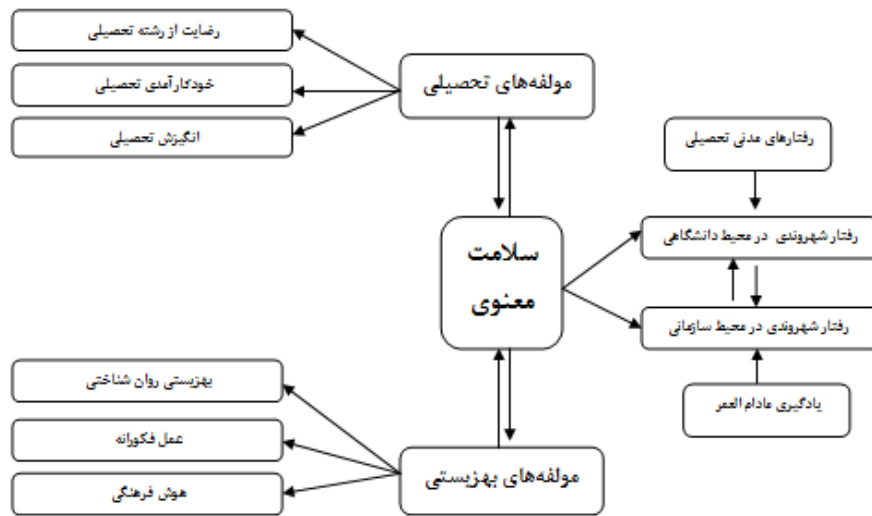 رضایت از رشته تحصیلی
خودکارآمدی تحصیلی
انگیزش تحصیلی
مولفه‌های تحصیلی
رفتارهای مدنی تحصیلی
رفتار شهروندی در محیط دانشگاهی
سلامت
معنوی
رفتار شهروندی در محیط سازمانی
یادگیری مادام العمر
بهزیستی روان شناختی
عمل فکورانه
هوش فرهنگی
مولفه‌های بهزیستی